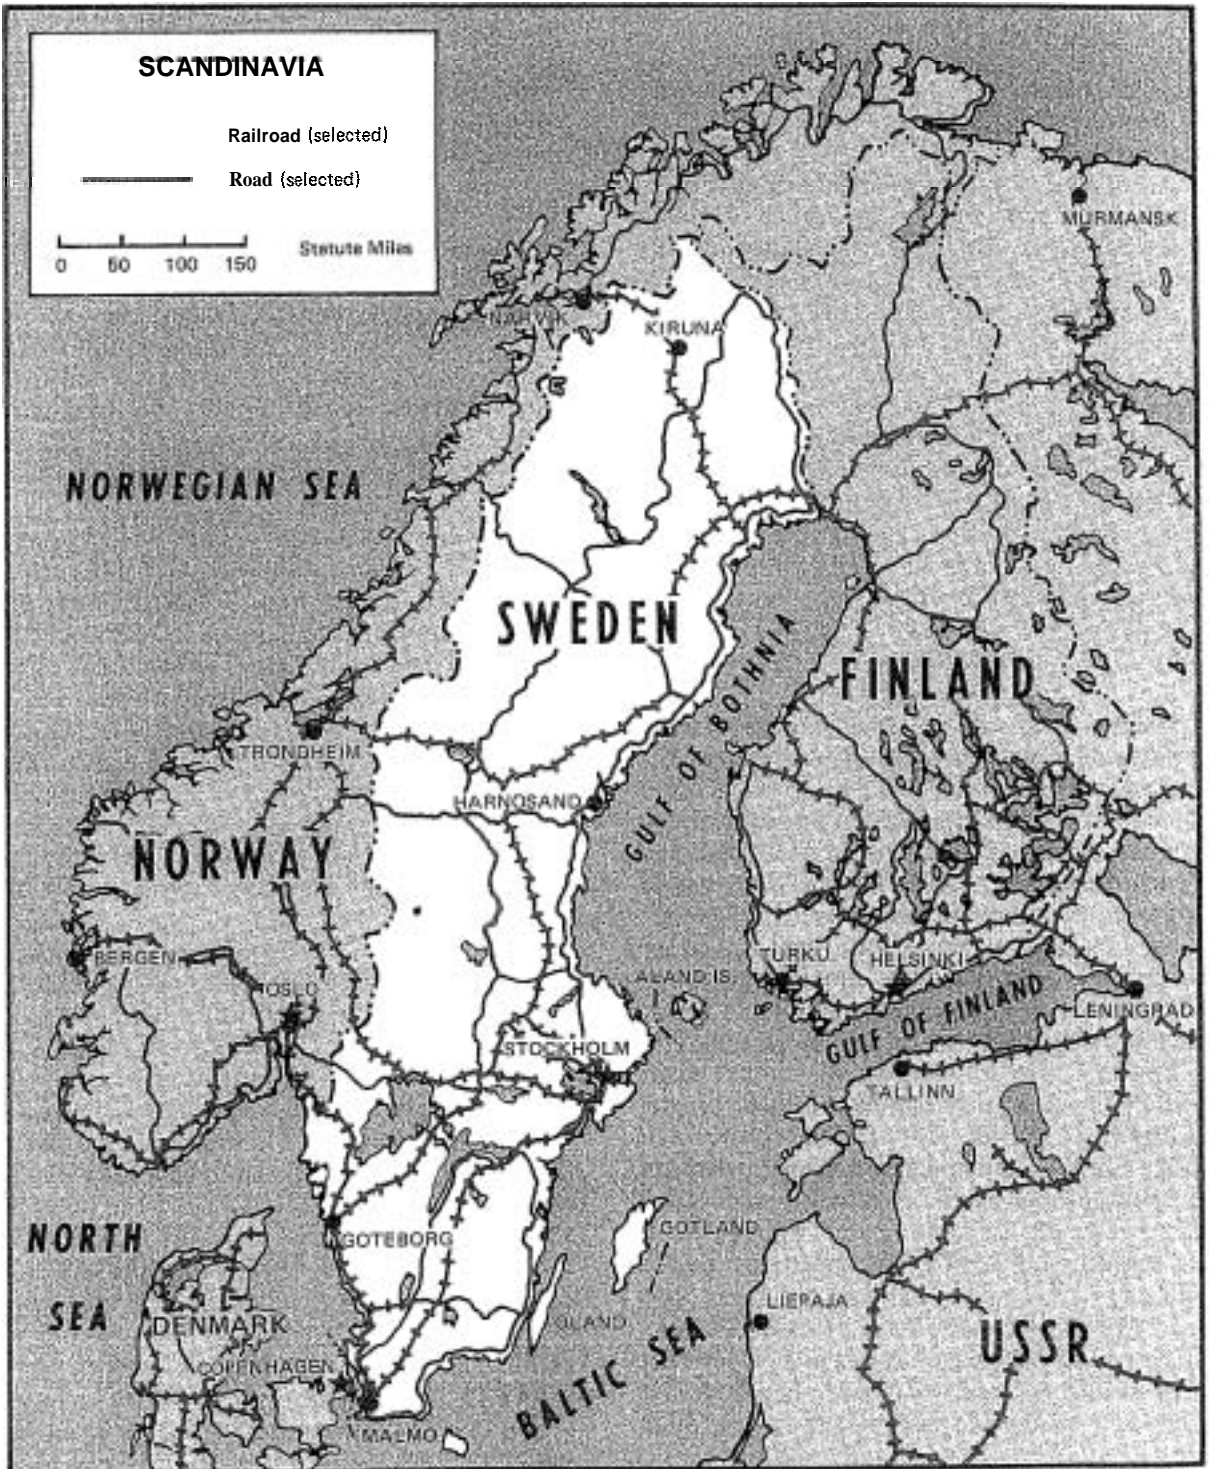 SCANDINAVIA
Railroad (selected)
Road (selected)
Statute Miles
0 50 100 150
MURMANSK
NARVIK
KIRUNA
NORWEGIAN SEA
SWEDEN
GULF OF BOTHNIA
FINLAND
TRONDHEIM
HARNOSAND
NORWAY
BERGEN
OSLO
ALAND IS.
TURKU
HELSINKI
LENINGRAD
GULF OF FINLAND
STOCKHOLM
TALLINN
NORTH
SEA
GOTEBORG
GOTLAND
DENMARK
OLAND
LIEPAJA
USSR
COPENHAGEN
BALTIC SEA
MALMO